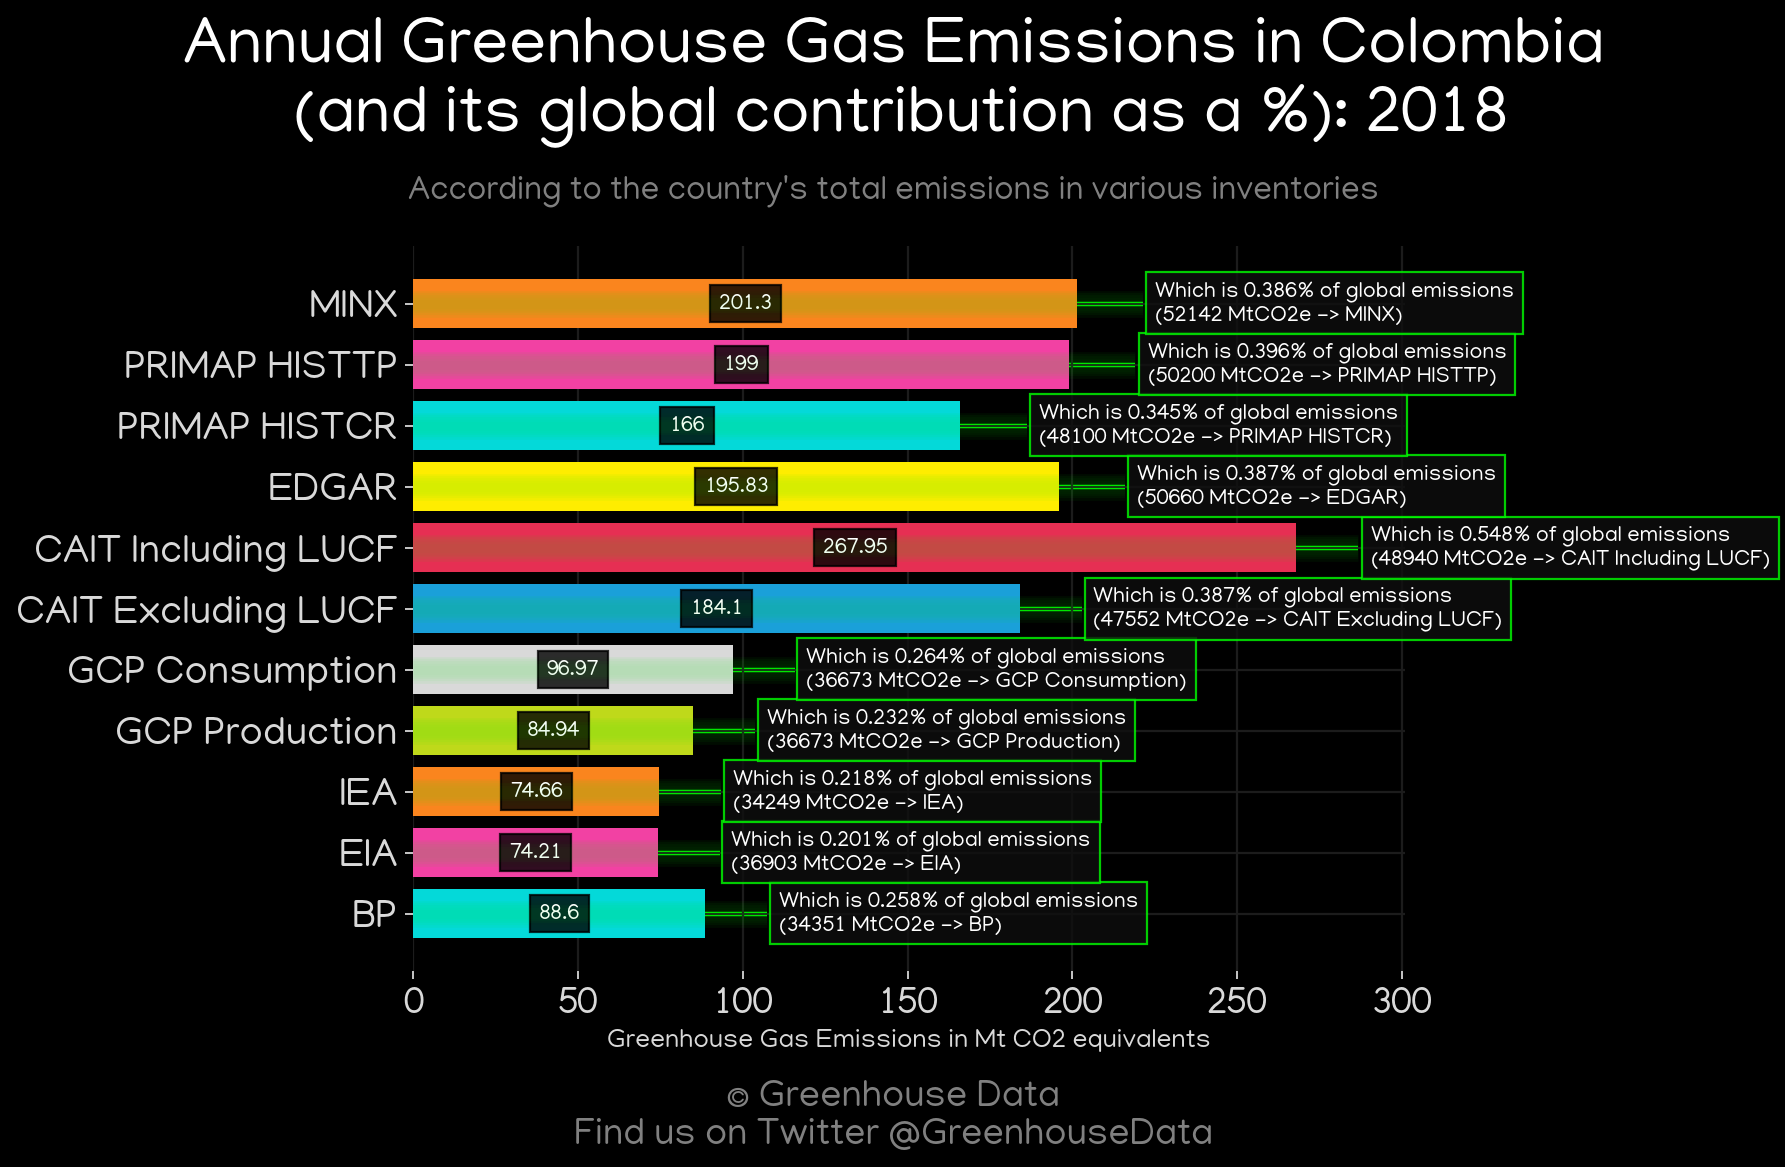 Annual Greenhouse Gas Emissions in Colombia
(and its global contribution as a %): 2018
According to the country's total emissions in various inventories
MINX
201.3
Which is 0.386% of global emissions
(52142 MtCO2e -> MINX)
PRIMAP HISTTP
199
Which is 0.396% of global emissions
(50200 MtCO2e -> PRIMAP HISTTP)
PRIMAP HISTCR
166
Which is 0.345% of global emissions
(48100 MtCO2e -> PRIMAP HISTCR)
EDGAR
195.83
Which is 0.387% of global emissions
(50660 MtCO2e -> EDGAR)
CAIT Including LUCF
267.95
Which is 0.548% of global emissions
(48940 MtCO2e -> CAIT Including LUCF)
CAIT Excluding LUCF
184.1
Which is 0.387% of global emissions
(47552 MtCO2e -> CAIT Excluding LUCF)
GCP Consumption
96.97
Which is 0.264% of global emissions
(36673 MtCO2e -> GCP Consumption)
GCP Production
84.94
Which is 0.232% of global emissions
(36673 MtCO2e -> GCP Production)
IEA
74.66
Which is 0.218% of global emissions
(34249 MtCO2e -> IEA)
EIA
74.21
Which is 0.201% of global emissions
(36903 MtCO2e -> EIA)
BP
88.6
Which is 0.258% of global emissions
(34351 MtCO2e -> BP)
0 50 100 150 200 250 300
Greenhouse Gas Emissions in Mt CO2 equivalents
© Greenhouse Data
Find us on Twitter @GreenhouseData